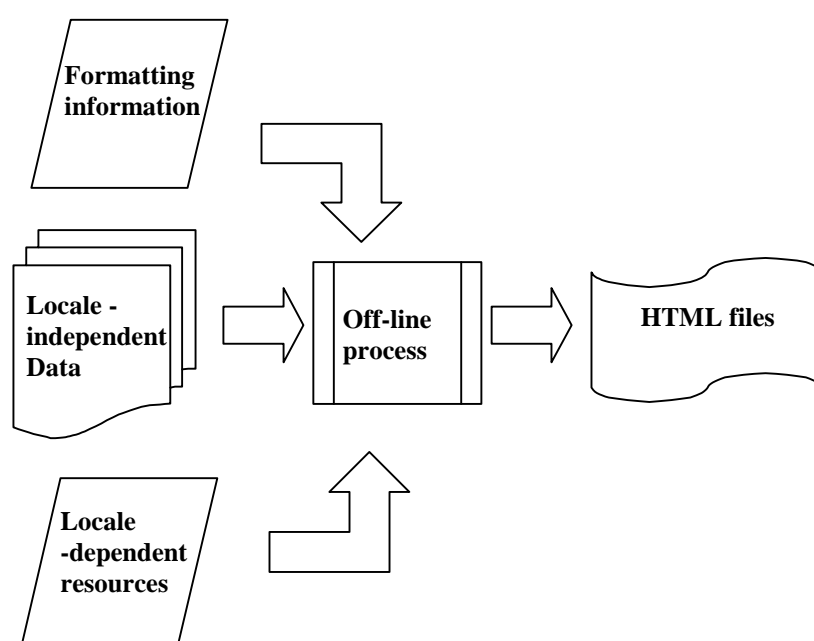 Formatting
information
Locale -
independent
Data
Off-line
process
HTML files
Locale
-dependent
resources